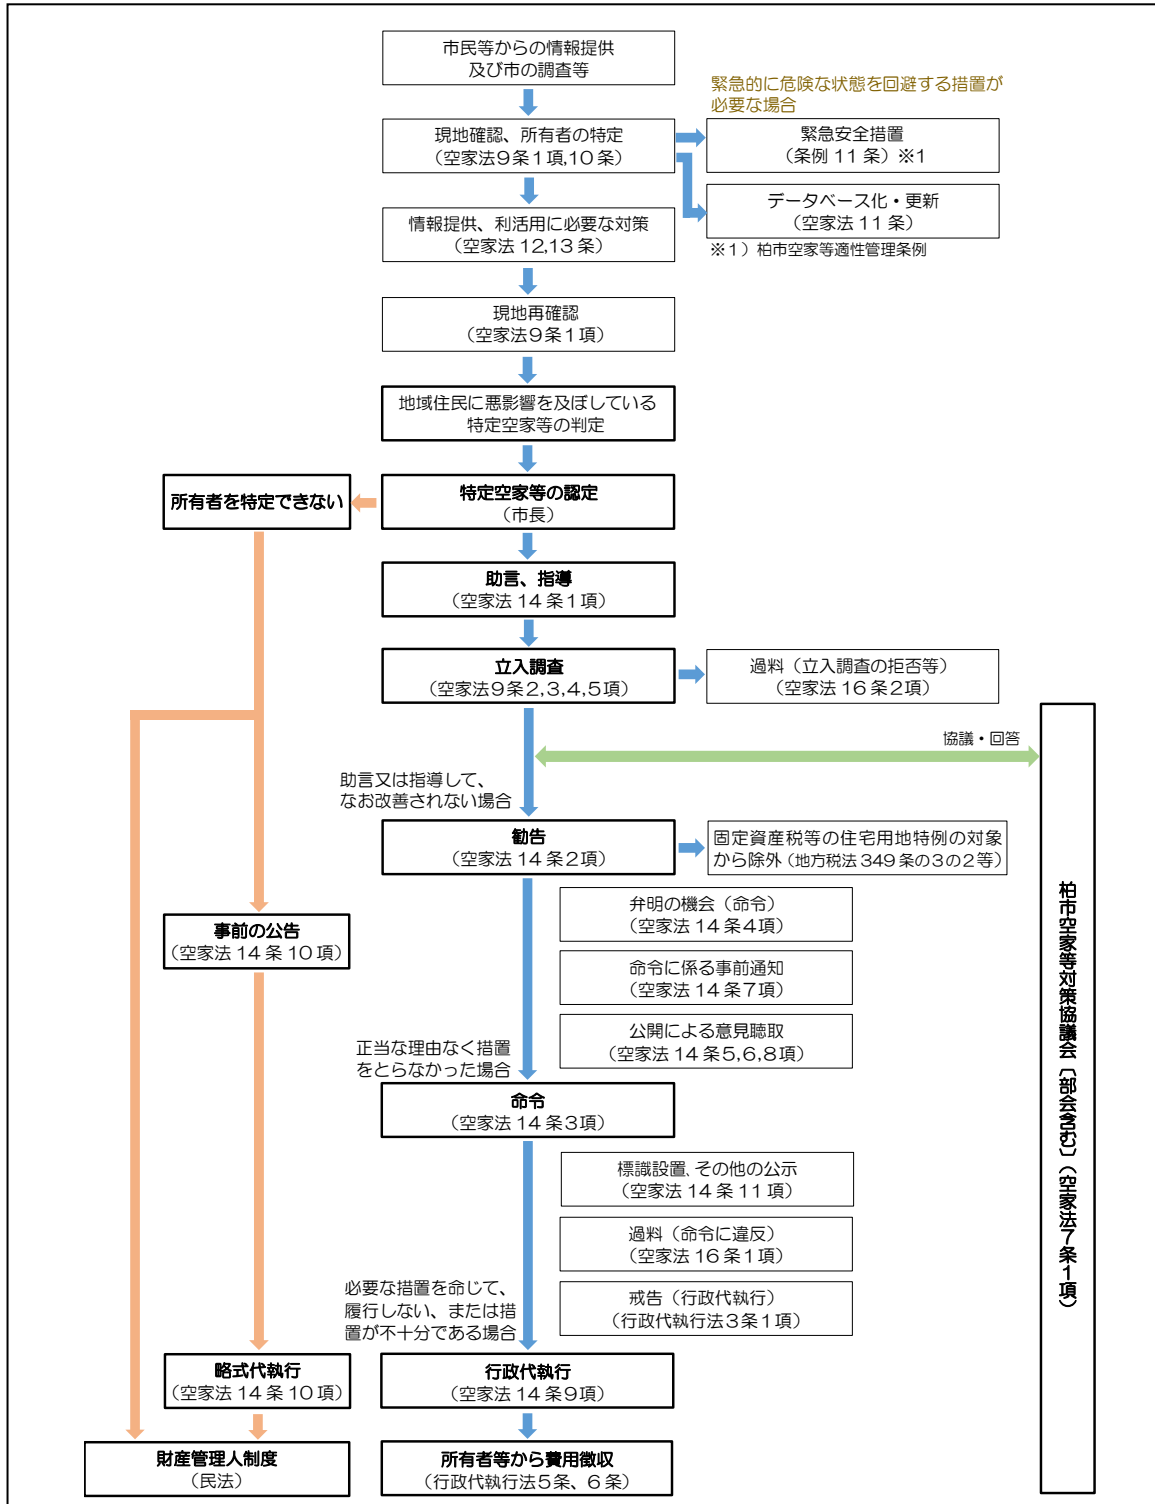 市民等からの情報提供
及び市の調査等
緊急的に危険な状態を回避する措置が
必要な場合
現地確認、所有者の特定
（空家法９条１項,10 条）
緊急安全措置
（条例 11 条）※１
データベース化・更新
（空家法 11 条）
※１）柏市空家等適性管理条例
情報提供、利活用に必要な対策
（空家法 12,13 条）
現地再確認
（空家法９条１項）
地域住民に悪影響を及ぼしている
特定空家等の判定
所有者を特定できない
特定空家等の認定
（市長）
助言、指導
（空家法 14 条１項）
立入調査
（空家法９条２,３,４,５項）
過料（立入調査の拒否等）
（空家法 16 条２項）
協議・回答
助言又は指導して、
なお改善されない場合
勧告
（空家法 14 条２項）
固定資産税等の住宅用地特例の対象
から除外（地方税法 349 条の３の２等）
弁明の機会（命令）
（空家法 14 条４項）
事前の公告
（空家法 14 条 10 項）
命令に係る事前通知
（空家法 14 条７項）
公開による意見聴取
（空家法 14 条５,６,８項）
正当な理由なく措置
をとらなかった場合
命令
（空家法 14 条３項）
標識設置、その他の公示
（空家法 14 条 11 項）
過料（命令に違反）
（空家法 16 条１項）
戒告（行政代執行）
（行政代執行法３条１項）
必要な措置を命じて、
履行しない、または措
置が不十分である場合
略式代執行
（空家法 14 条 10 項）
行政代執行
（空家法 14 条９項）
財産管理人制度
（民法）
所有者等から費用徴収
（行政代執行法５条、６条）
柏市空家等対策協議会〔部会含む〕（空家法７条１項）